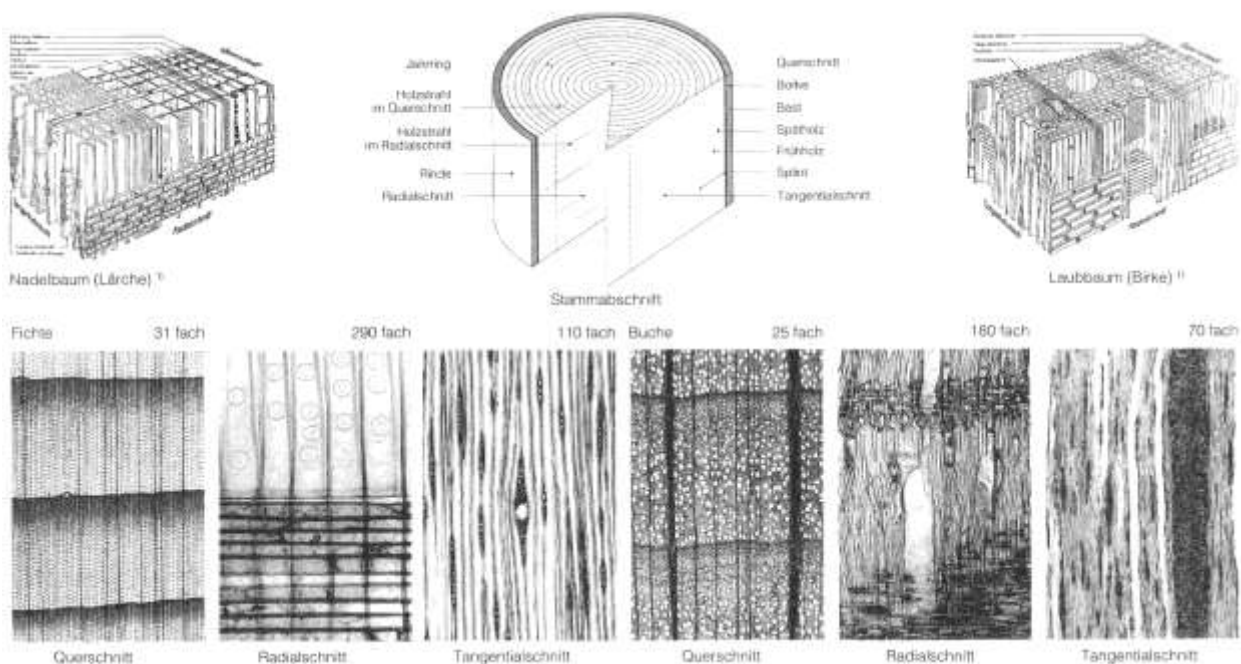 Jahrring
Holzstrahl
im Querschnitt
Holzstrahl
im Radialschnitt
Rinde
Radialschnitt
Querschnitt
Borke
Bast
Spätholz
Frühholz
Splint
Tangentialschnitt
Nadelbaum (Lärche) 1)
Stammabschnitt
Laubbaum (Birke) 1)
Fichte 31 fach
290 fach
110 fach
Buche 25 fach
160 fach
70 fach
Querschnitt
Radialschnitt
Tangentialschnitt
Querschnitt
Radialschnitt
Tangentialschnitt